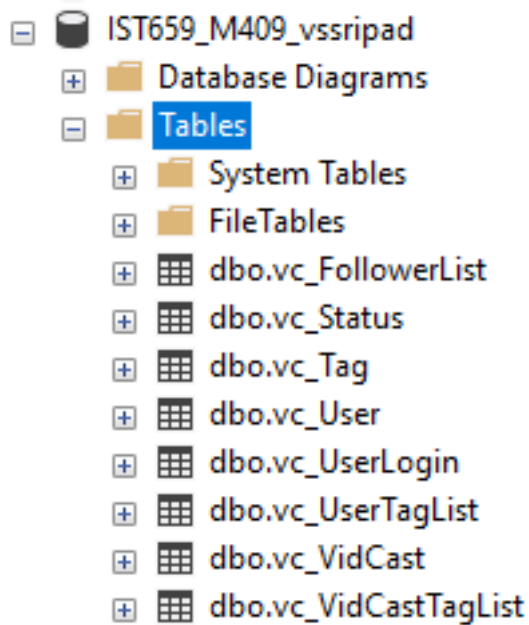 IST659_M409_vssripad
Database Diagrams
Tables
System Tables
FileTables
dbo.vc_FollowerList
dbo.vc_Status
dbo.vc_Tag
dbo.vc_User
dbo.vc_UserLogin
dbo.vc_UserTagList
dbo.vc_VidCast
dbo.vc_VidCastTagList